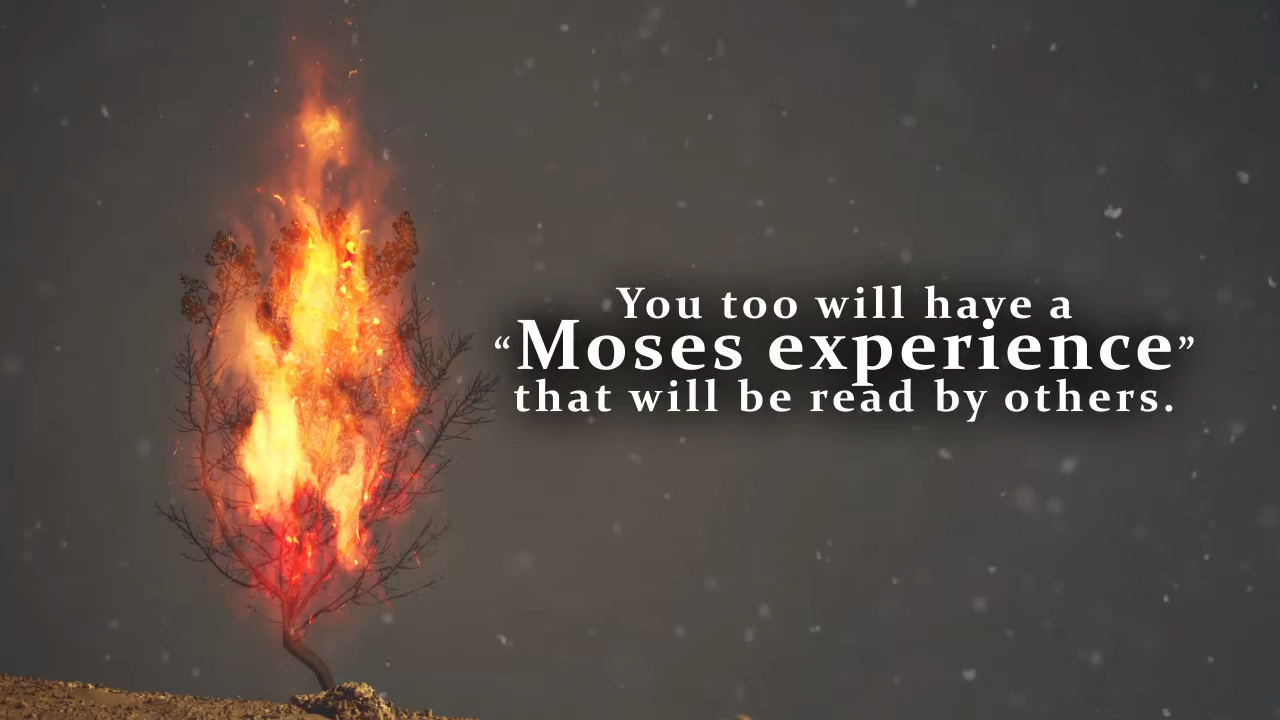 You too will have a
“Moses experience”
that will be read by others.